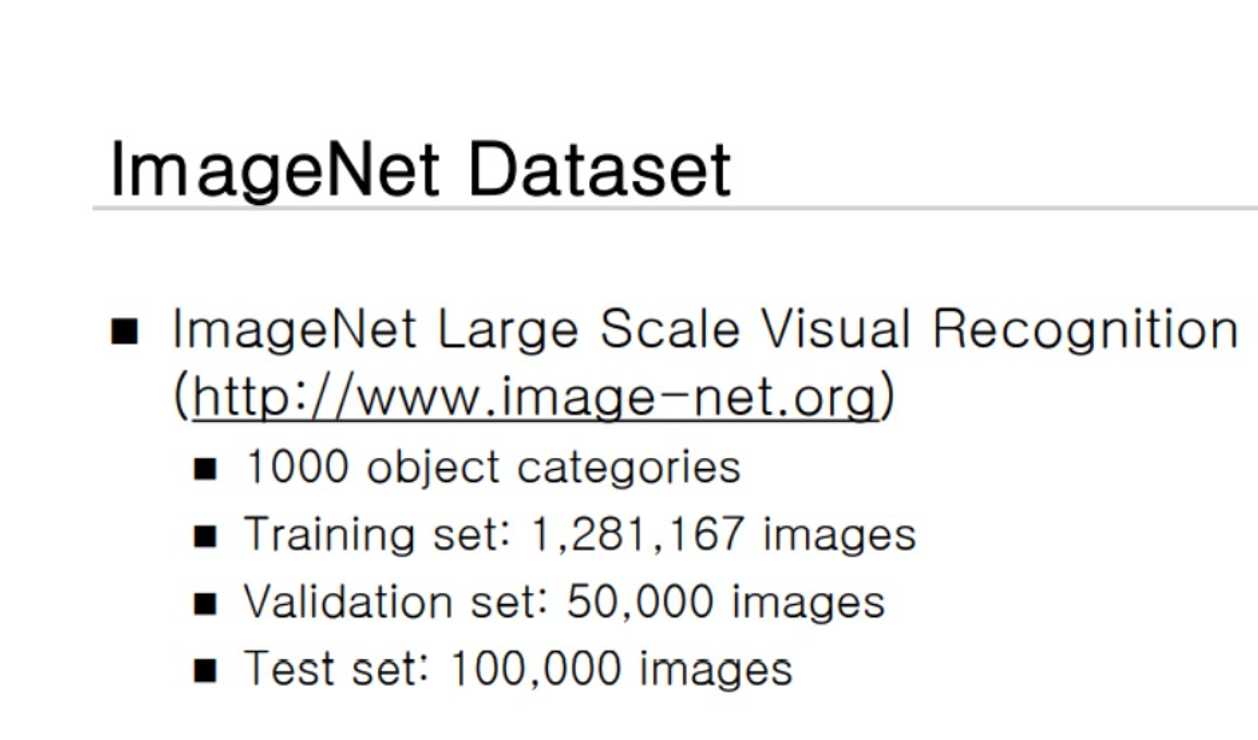 ImageNet Dataset
■ ImageNet Large Scale Visual Recognition
(http://www.image-net.org)
■ 1000 object categories
■ Training set: 1,281,167 images
■ Validation set: 50,000 images
■ Test set: 100,000 images